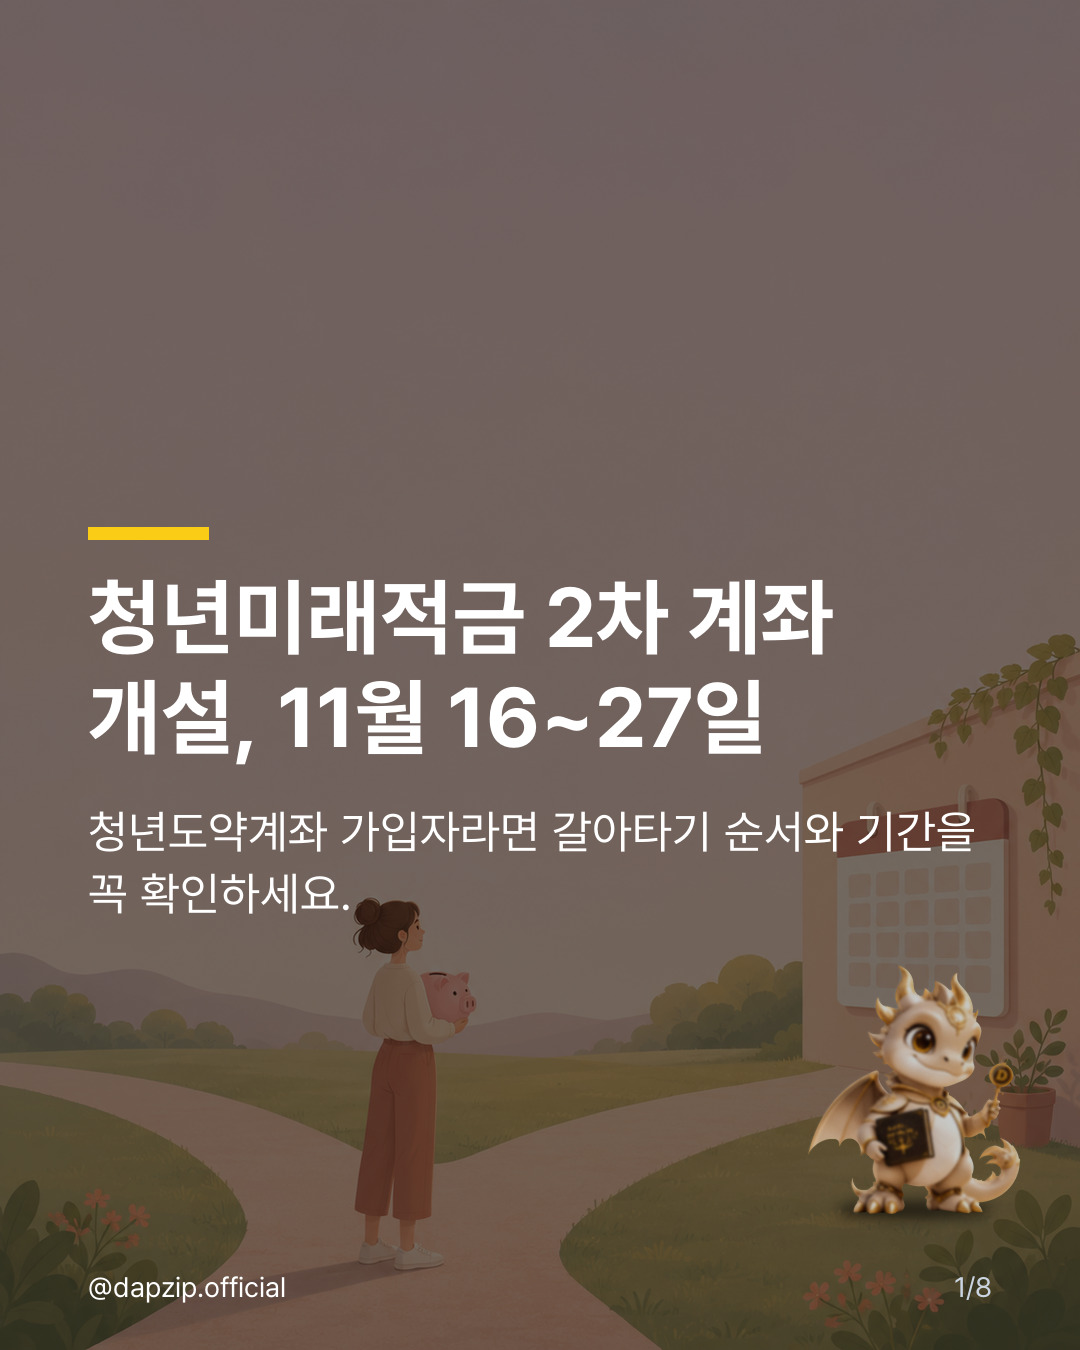 청년미래적금 2차 계좌
개설, 11월 16~27일
청년도약계좌 가입자라면 갈아타기 순서와 기간을
꼭 확인하세요.
@dapzip.official
1/8